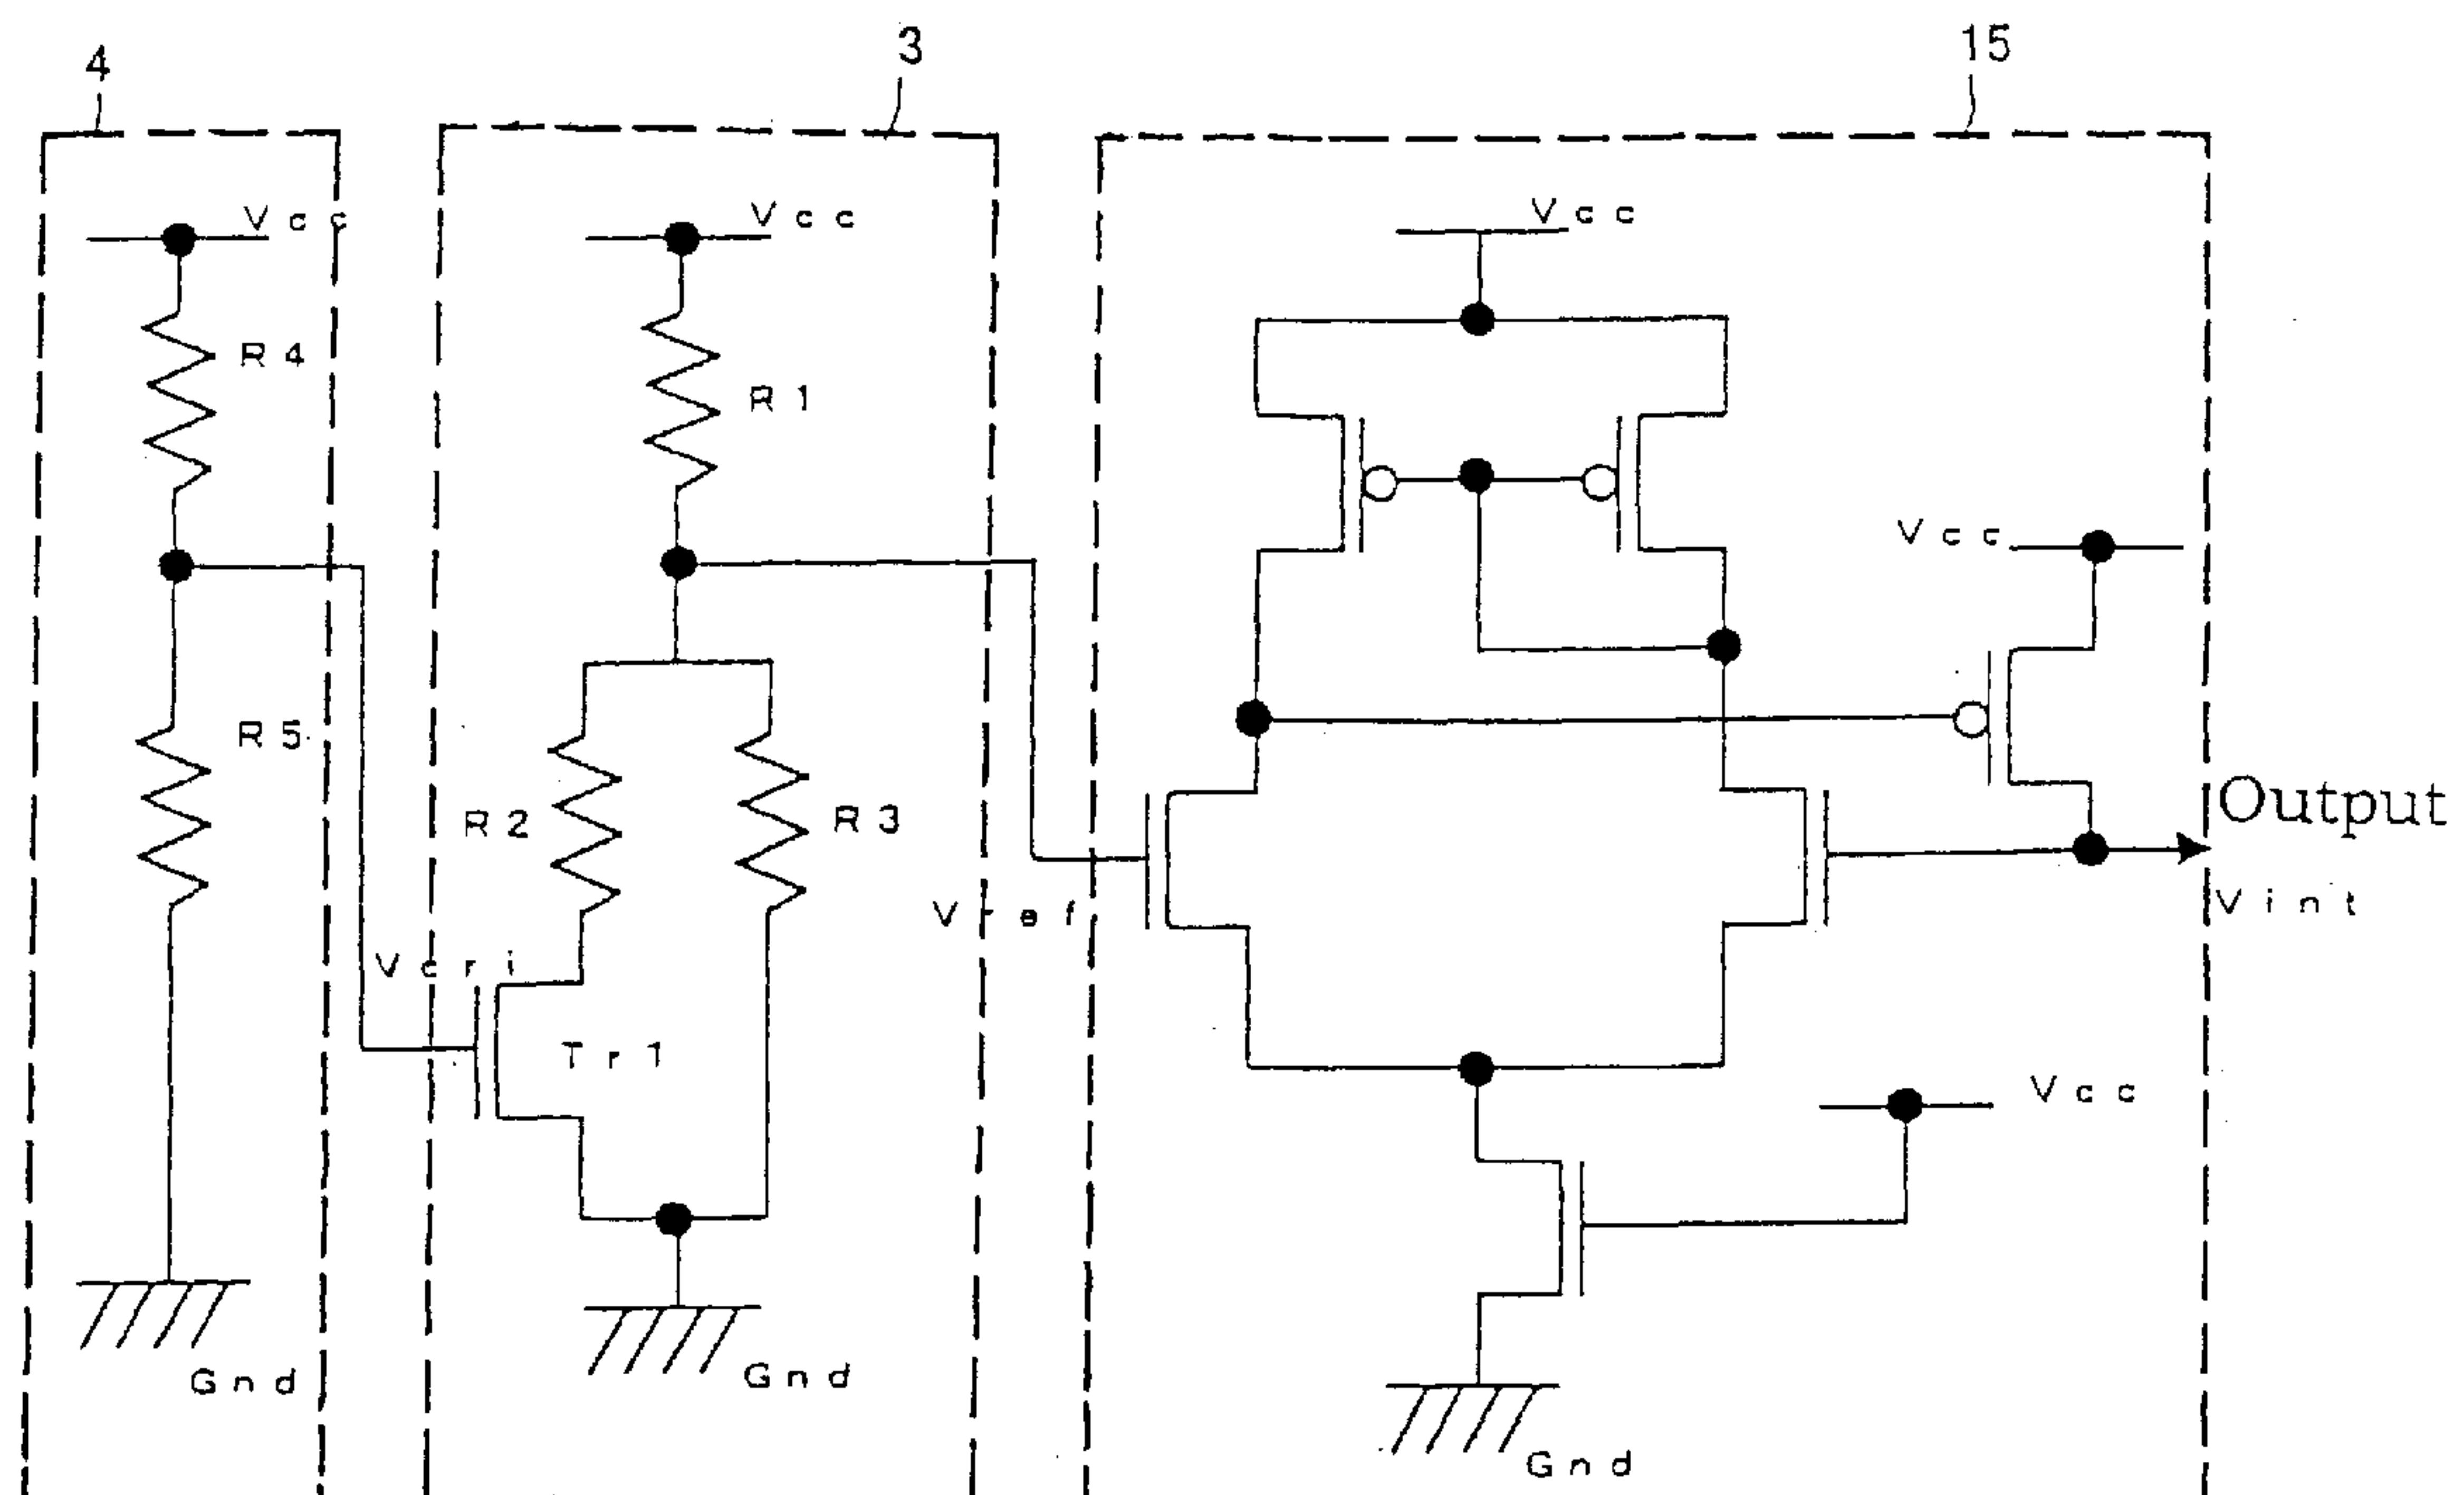 4
3
15
Vcc
Vcc
Vcc
R4
R1
Vcc
R5
R2
R3
Output
Vref
Vint
Vcri
Tr1
Vcc
Gnd
Gnd
Gnd